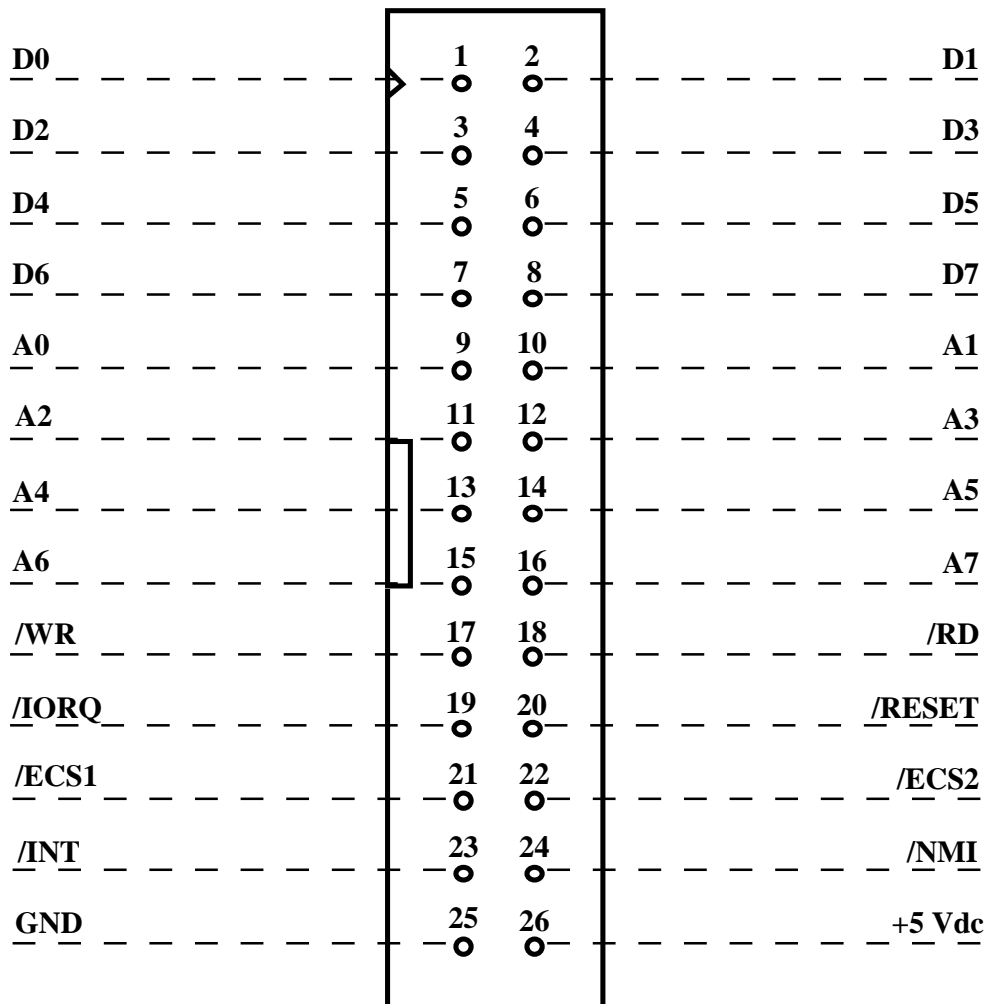 D0 1 2 D1
D2 3 4 D3
D4 5 6 D5
D6 7 8 D7
A0 9 10 A1
A2 11 12 A3
A4 13 14 A5
A6 15 16 A7
/WR 17 18 /RD
/IORQ 19 20 /RESET
/ECS1 21 22 /ECS2
/INT 23 24 /NMI
GND 25 26 +5 Vdc